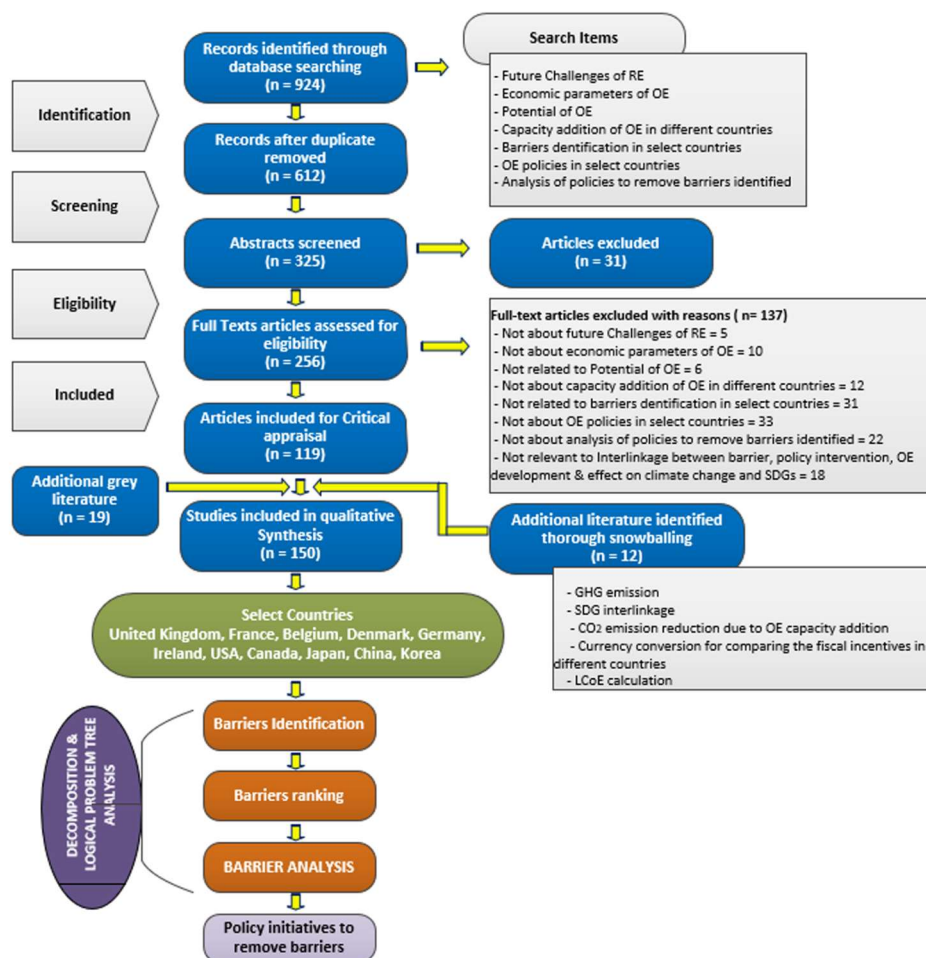 Records identified through
database searching
(n = 924)
Search Items
- Future Challenges of RE
- Economic parameters of OE
- Potential of OE
- Capacity addition of OE in different countries
- Barriers dentification in select countries
- OE policies in select countries
- Analysis of policies to remove barriers identified
Identification
Records after duplicate
removed
(n = 612)
Screening
Abstracts screened
(n = 325)
Articles excluded
(n = 31)
Eligibility
Full Texts articles assessed for
eligibility
(n = 256)
Full-text articles excluded with reasons ( n= 137)
- Not about future Challenges of RE = 5
- Not about economic parameters of OE = 10
- Not related to Potential of OE = 6
- Not about capacity addition of OE in different countries = 12
- Not related to barriers dentification in select countries = 31
- Not about OE policies in select countries = 33
- Not about analysis of policies to remove barriers identified = 22
- Not relevant to Interlinkage between barrier, policy intervention, OE
development & effect on climate change and SDGs = 18
Included
Articles included for Critical
appraisal
(n = 119)
Additional grey
literature
(n = 19)
Studies included in qualitative
Synthesis
(n = 150)
Additional literature identified
thorough snowballing
(n = 12)
- GHG emission
- SDG interlinkage
- CO2 emission reduction due to OE capacity addition
- Currency conversion for comparing the fiscal incentives in
different countries
- LCoE calculation
Select Countries
United Kingdom, France, Belgium, Denmark, Germany,
Ireland, USA, Canada, Japan, China, Korea
DECOMPOSITION &
LOGICAL PROBLEM TREE
ANALYSIS
Barriers Identification
Barriers ranking
BARRIER ANALYSIS
Policy initiatives to
remove barriers